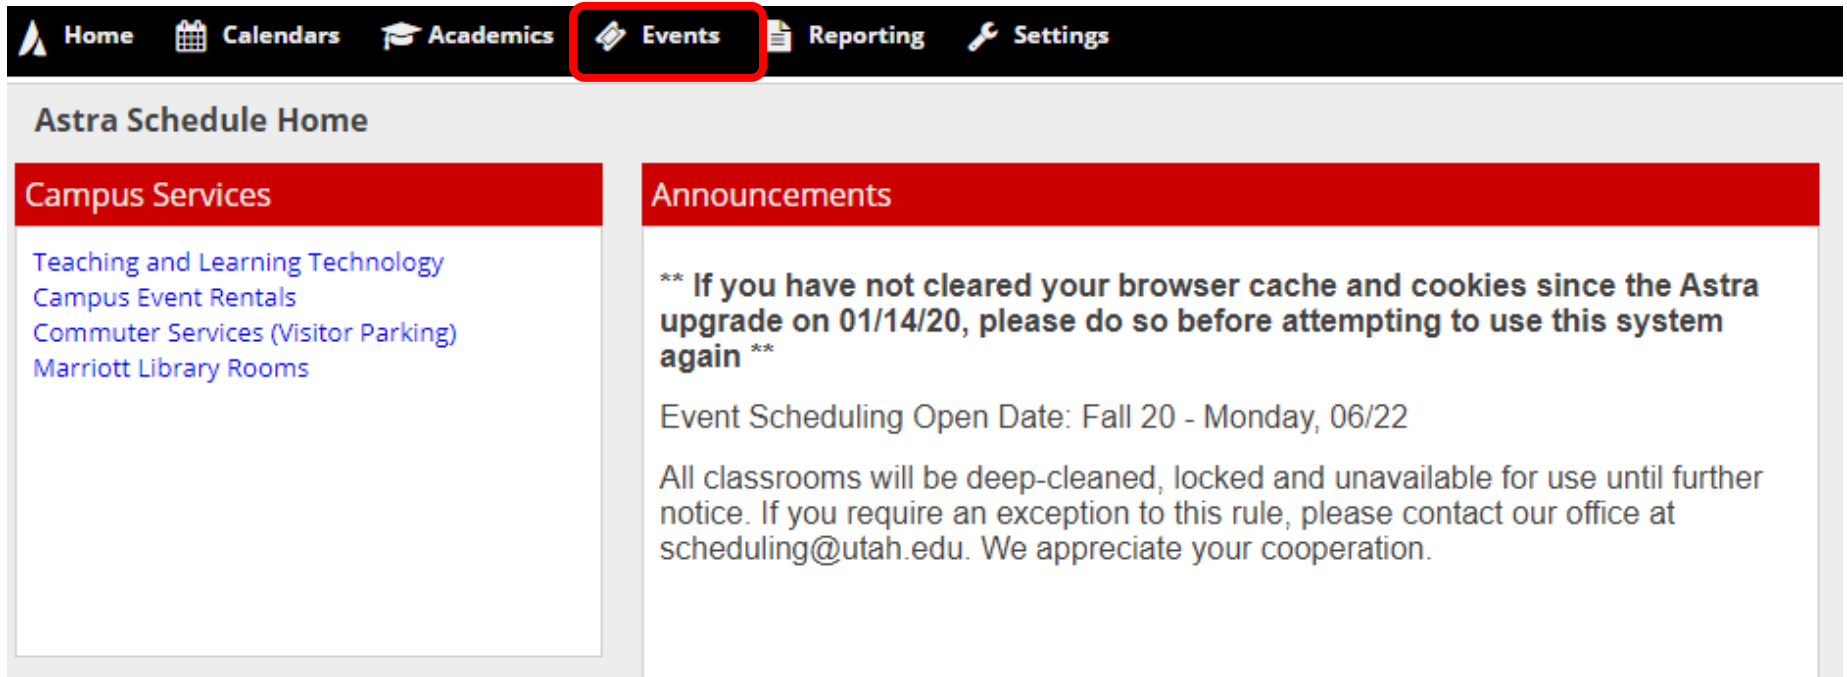 Home Calendars Academics Events Reporting Settings
Astra Schedule Home
Campus Services
Teaching and Learning Technology
Campus Event Rentals
Commuter Services (Visitor Parking)
Marriott Library Rooms
Announcements
** If you have not cleared your browser cache and cookies since the Astra
upgrade on 01/14/20, please do so before attempting to use this system
again **
Event Scheduling Open Date: Fall 20 - Monday, 06/22
All classrooms will be deep-cleaned, locked and unavailable for use until further
notice. If you require an exception to this rule, please contact our office at
scheduling@utah.edu. We appreciate your cooperation.